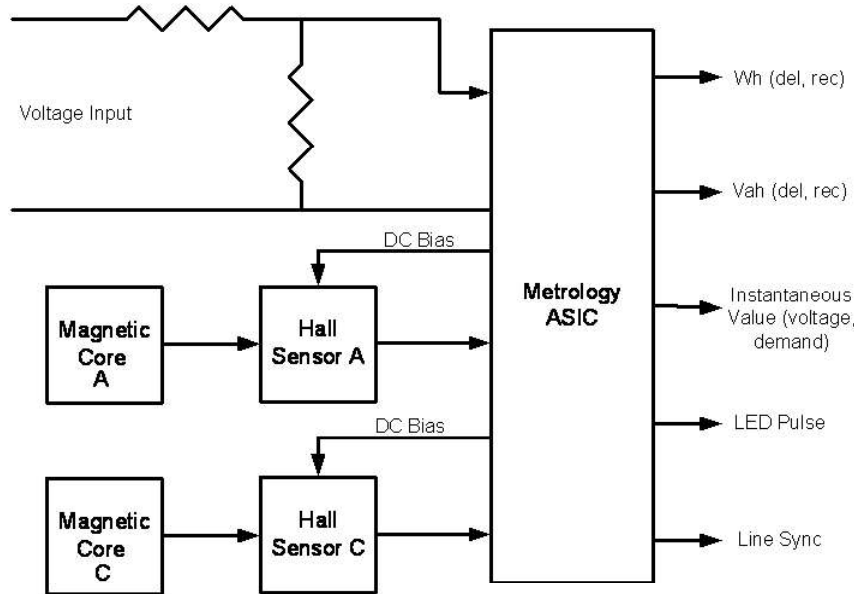 Voltage Input
Wh (del, rec)
Vah (del, rec)
DC Bias
Metrology
ASIC
Instantaneous
Value (voltage,
demand)
Magnetic
Core
A
Hall
Sensor A
DC Bias
LED Pulse
Magnetic
Core
C
Hall
Sensor C
Line Sync